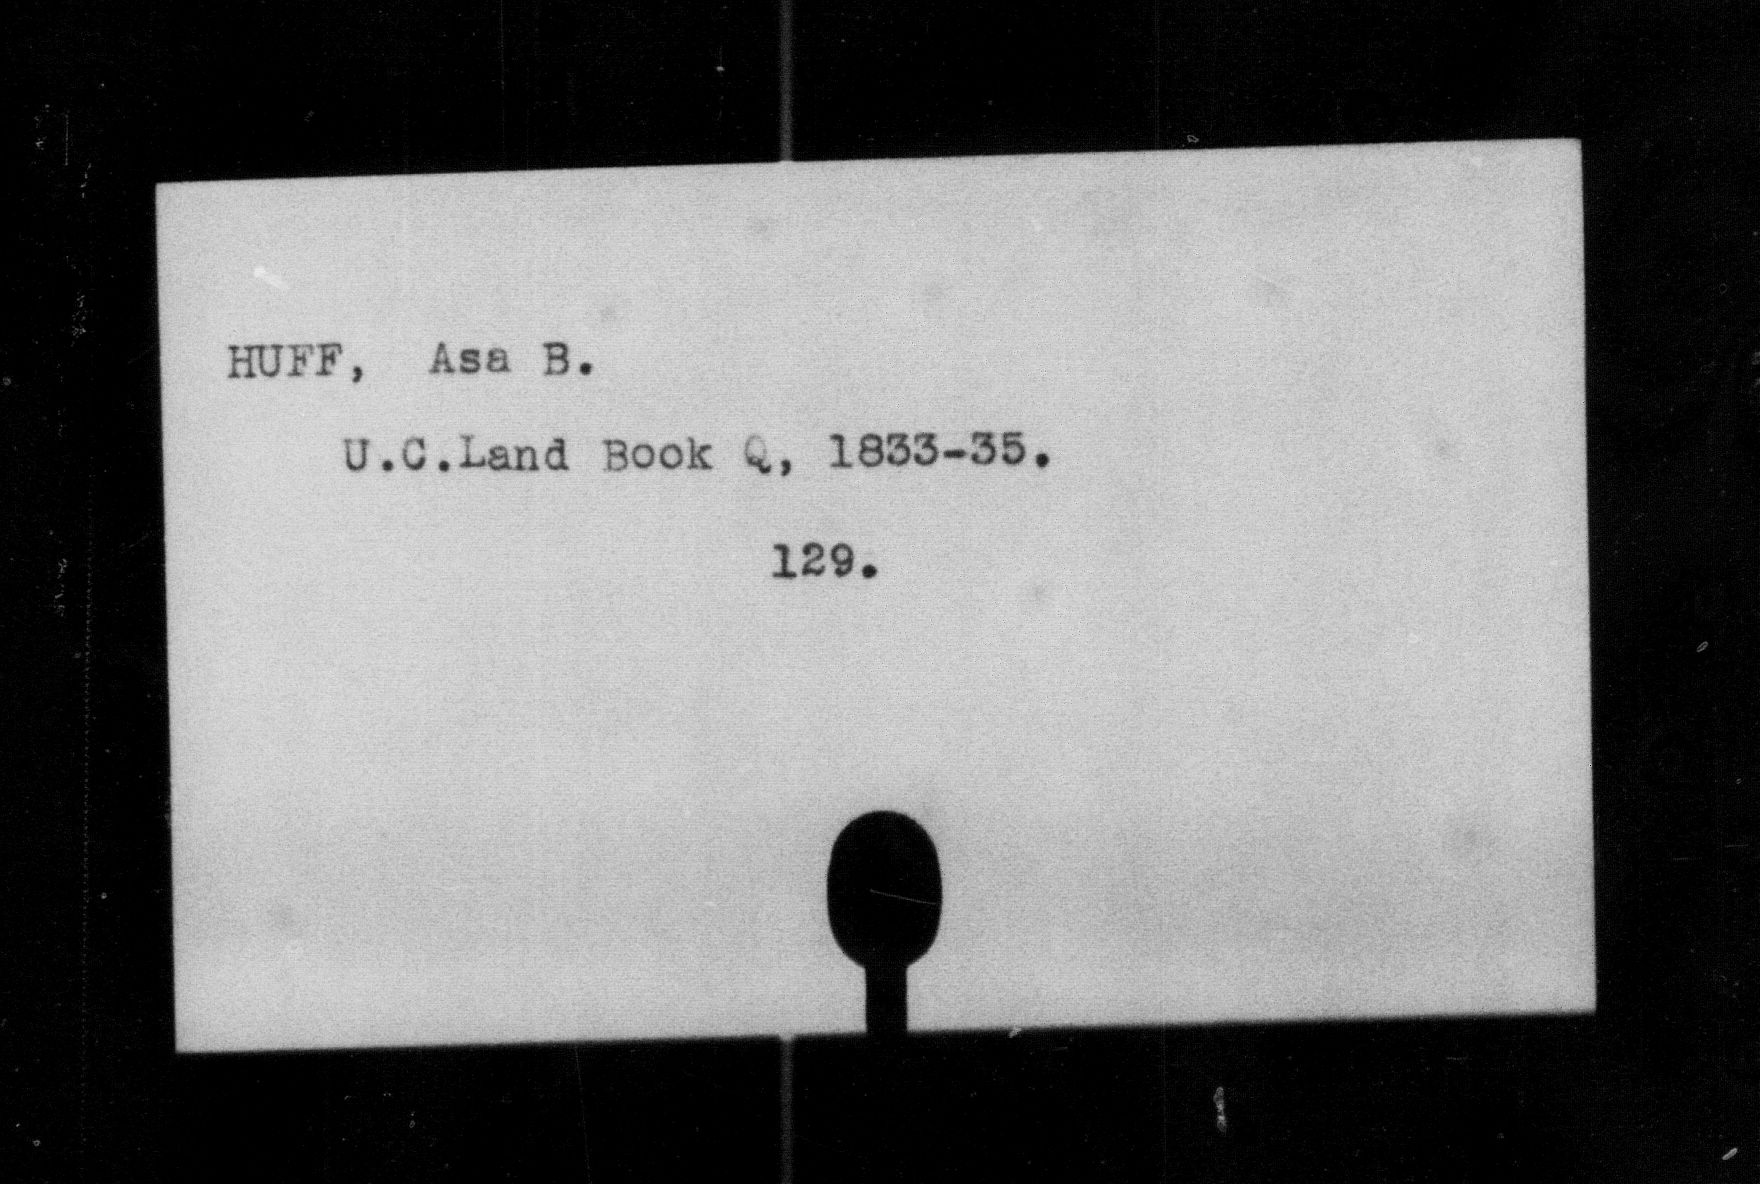 HUFF, Asa B.
U.C.Land Book Q, 1833-35.
129.